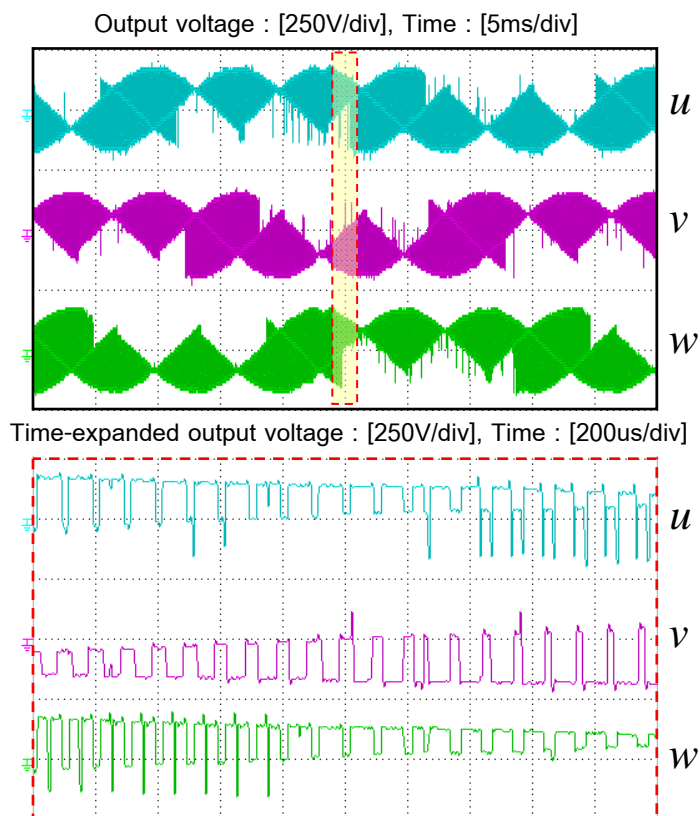 Output voltage : [250V/div], Time : [5ms/div]
u
v
w
Time-expanded output voltage : [250V/div], Time : [200us/div]
u
v
w